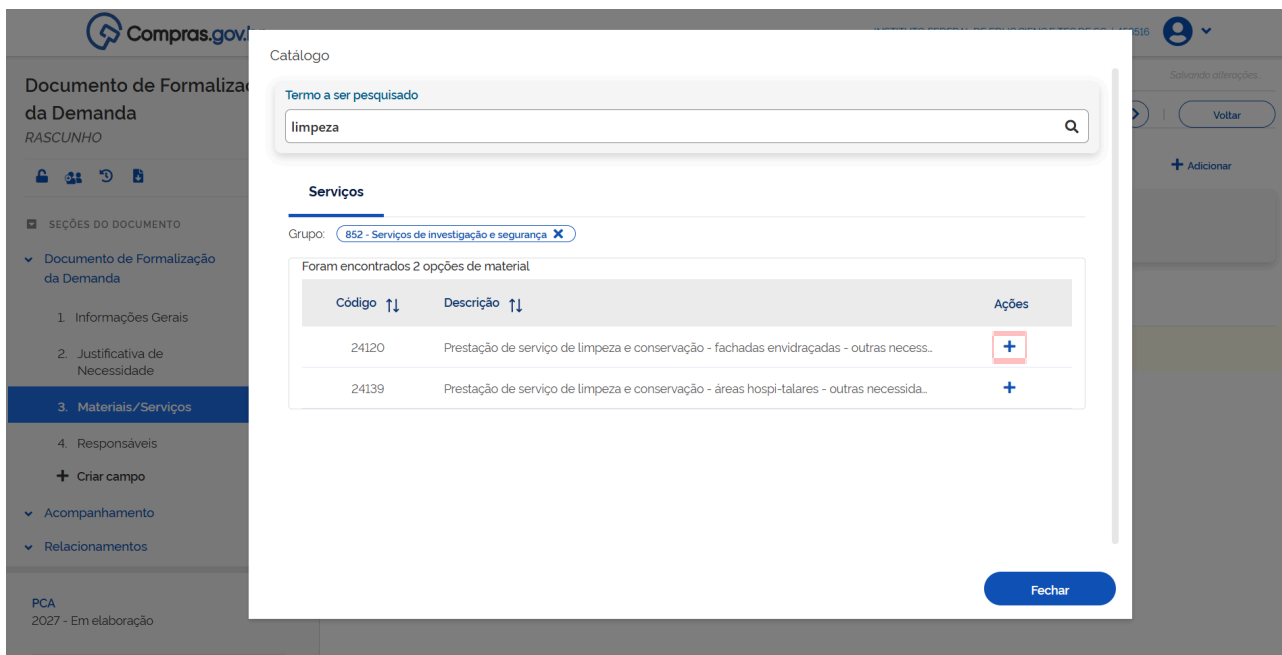 Compras.gov.
516
Catálogo
Documento de Formaliza
da Demanda
RASCUNHO
Salvando alterações..
Voltar
Adicionar
Termo a ser pesquisado
limpeza
SEÇÕES DO DOCUMENTO
Documento de Formalização
da Demanda
1. Informações Gerais
2. Justificativa de
Necessidade
3. Materiais/Serviços
4. Responsáveis
Criar campo
Acompanhamento
Relacionamentos
PCA
2027 - Em elaboração
Serviços
Grupo: 852 - Serviços de investigação e segurança
Foram encontrados 2 opções de material
Código Descrição Ações
24120 Prestação de serviço de limpeza e conservação - fachadas envidraçadas - outras necess..
24139 Prestação de serviço de limpeza e conservação - áreas hospi-talares - outras necessida..
Fechar